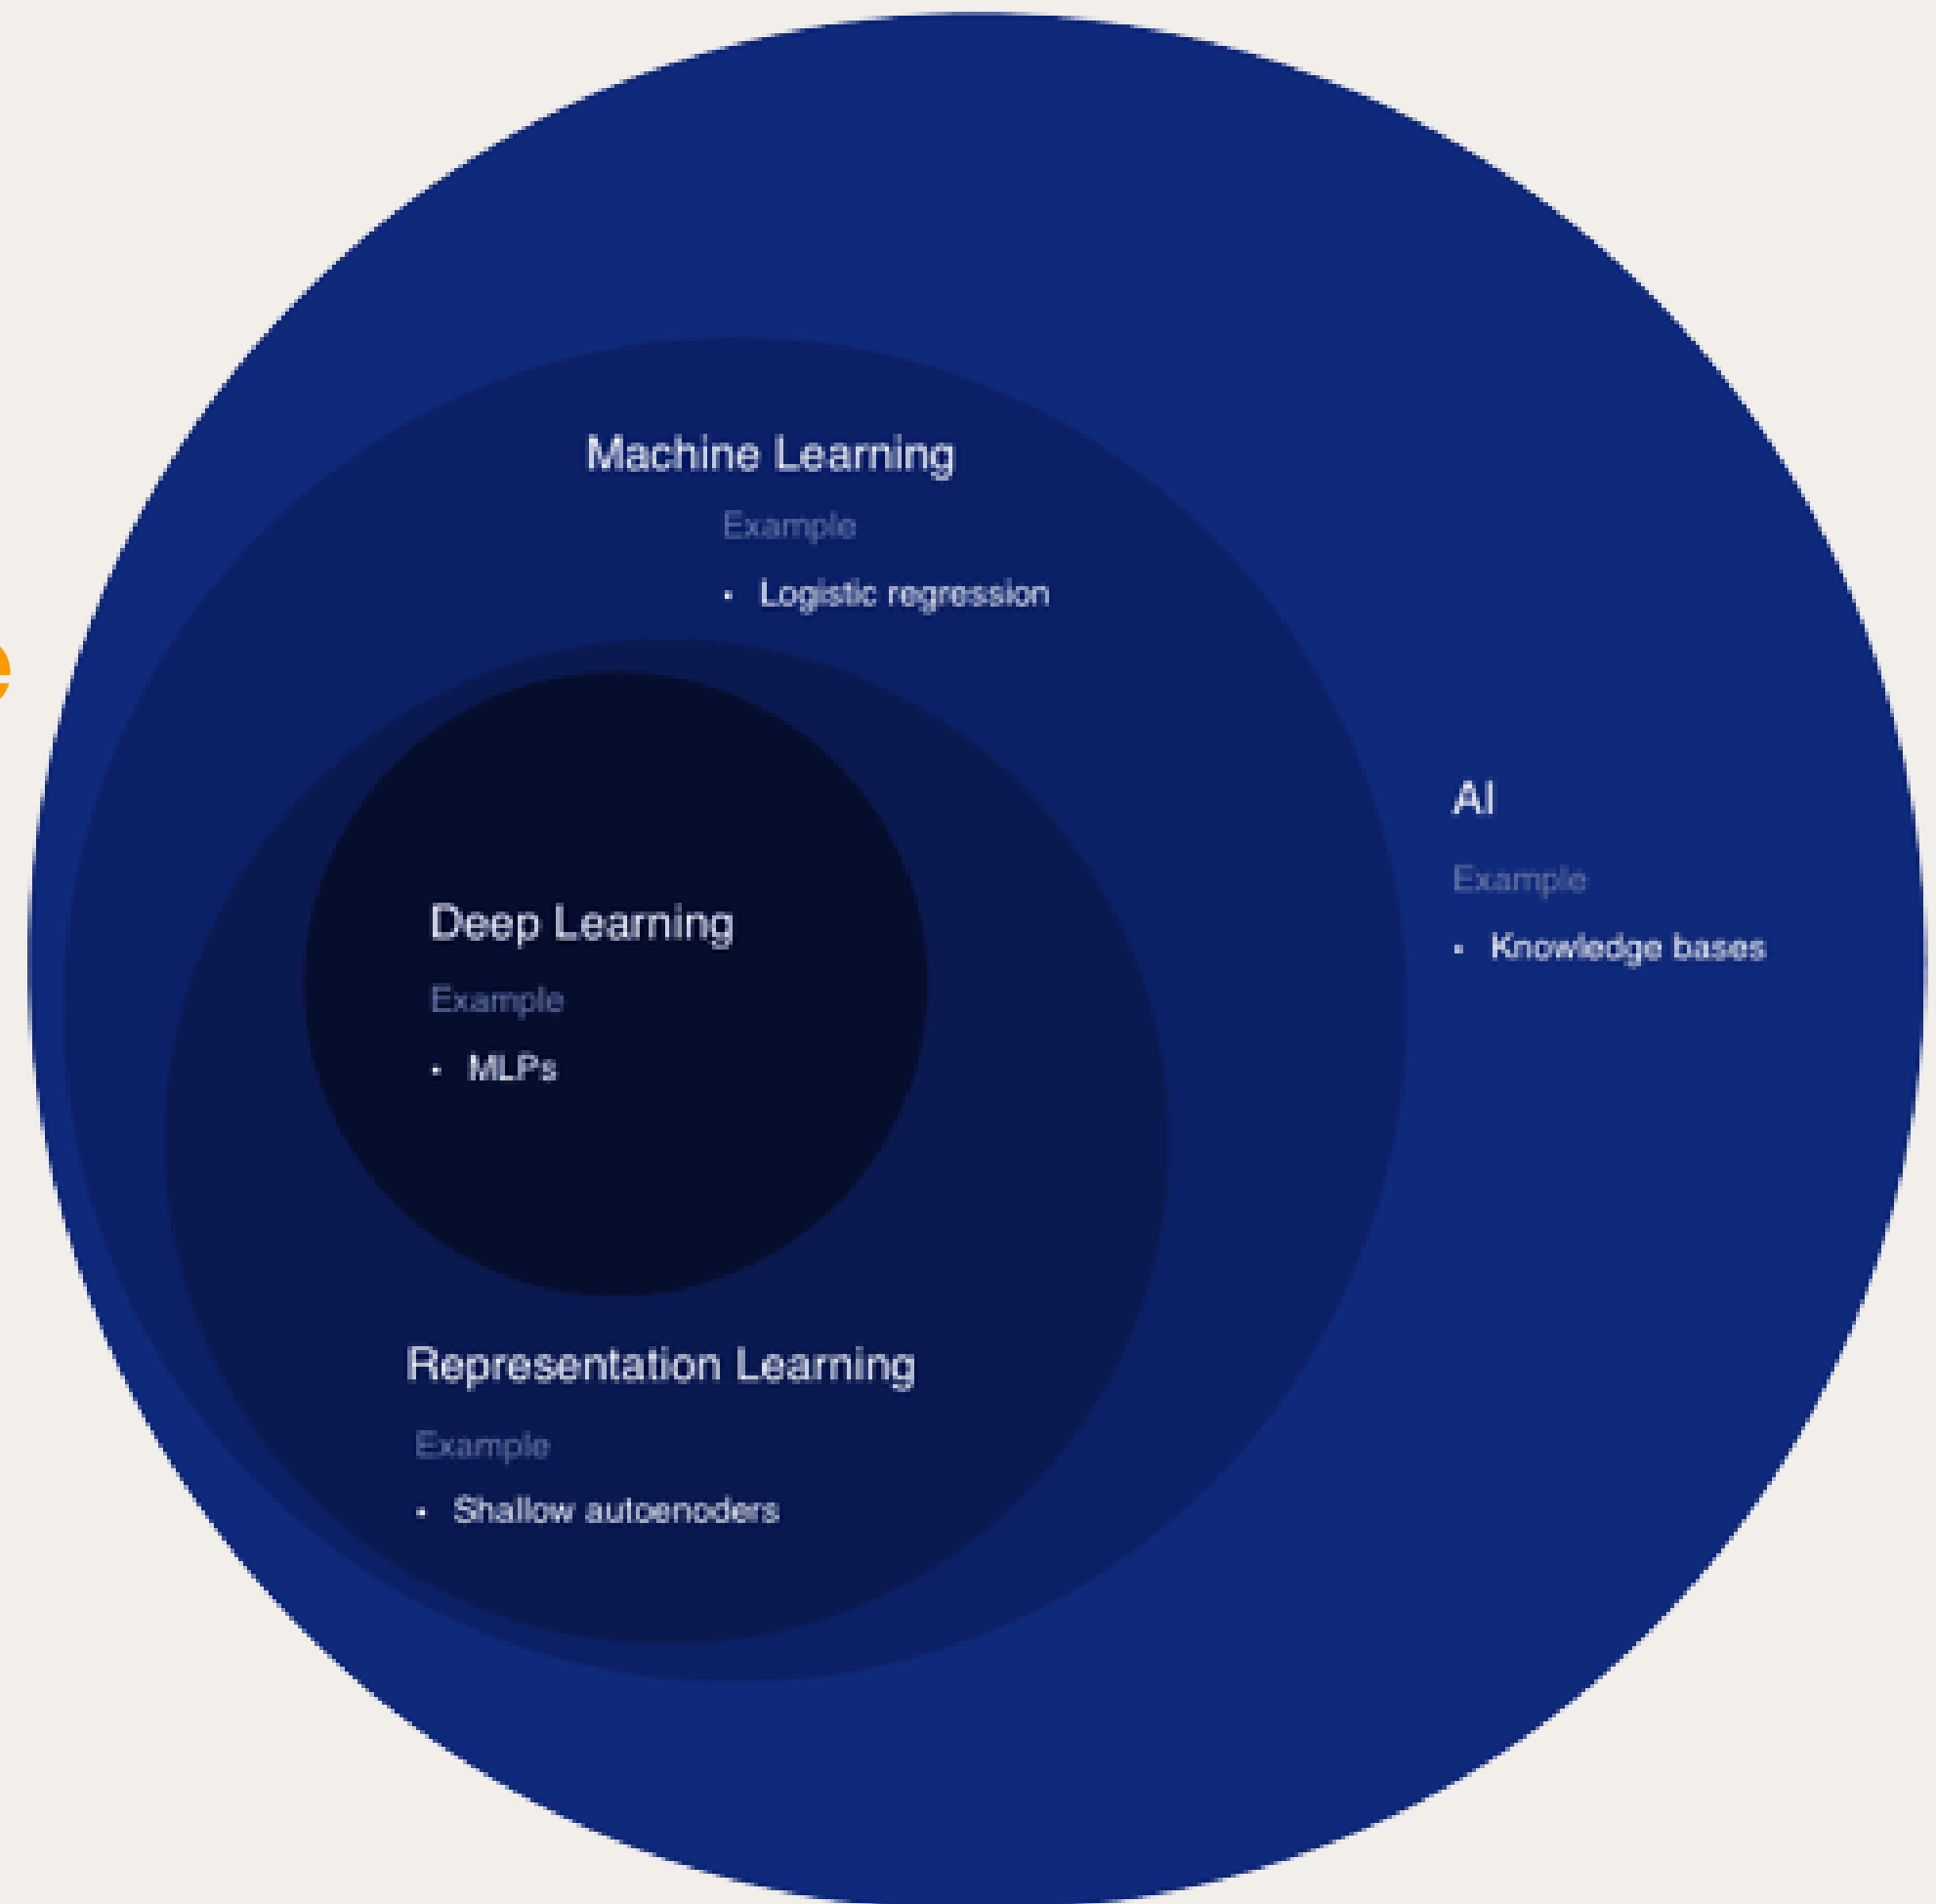 Machine Learning
Example
• Logistic regression
e
AI
Example
• Knowledge bases
Deep Learning
Example
• MLPs
Representation Learning
Example
• Shallow autoenoders